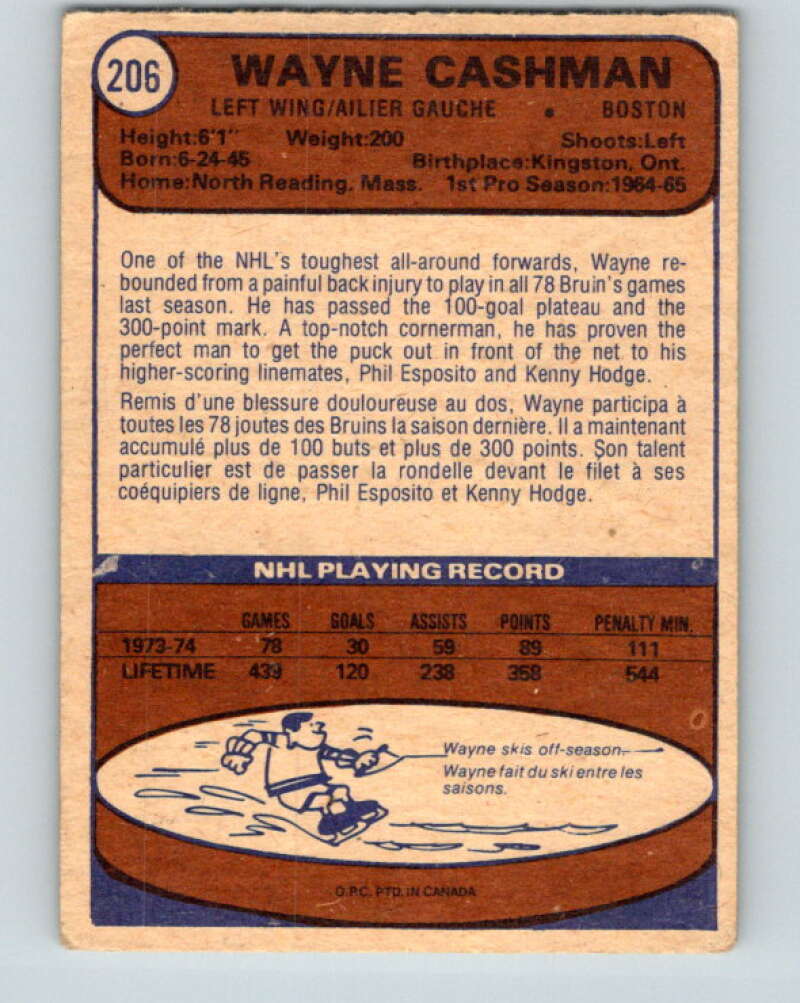 206
WAYNE CASHMAN
LEFT WING/AILIER GAUCHE • BOSTON
Height:6'1" Weight:200 Shoots:Left
Born:6-24-45 Birthplace:Kingston, Ont.
Home:North Reading, Mass. 1st Pro Season:1964-65
One of the NHL's toughest all-around forwards, Wayne re-
bounded from a painful back injury to play in all 78 Bruin's games
last season. He has passed the 100-goal plateau and the
300-point mark. A top-notch cornerman, he has proven the
perfect man to get the puck out in front of the net to his
higher-scoring linemates, Phil Esposito and Kenny Hodge.
Remis d'une blessure douloureuse au dos, Wayne participa à
toutes les 78 joutes des Bruins la saison dernière. Il a maintenant
accumulé plus de 100 buts et plus de 300 points. Son talent
particulier est de passer la rondelle devant le filet à ses
coéquipiers de ligne, Phil Esposito et Kenny Hodge.
NHL PLAYING RECORD
GAMES GOALS ASSISTS POINTS PENALTY MIN.
1973-74 78 30 59 89 111
LIFETIME 439 120 238 358 544
Wayne skis off-season.
Wayne fait du ski entre les
saisons.
O.P.C. PTD. IN CANADA